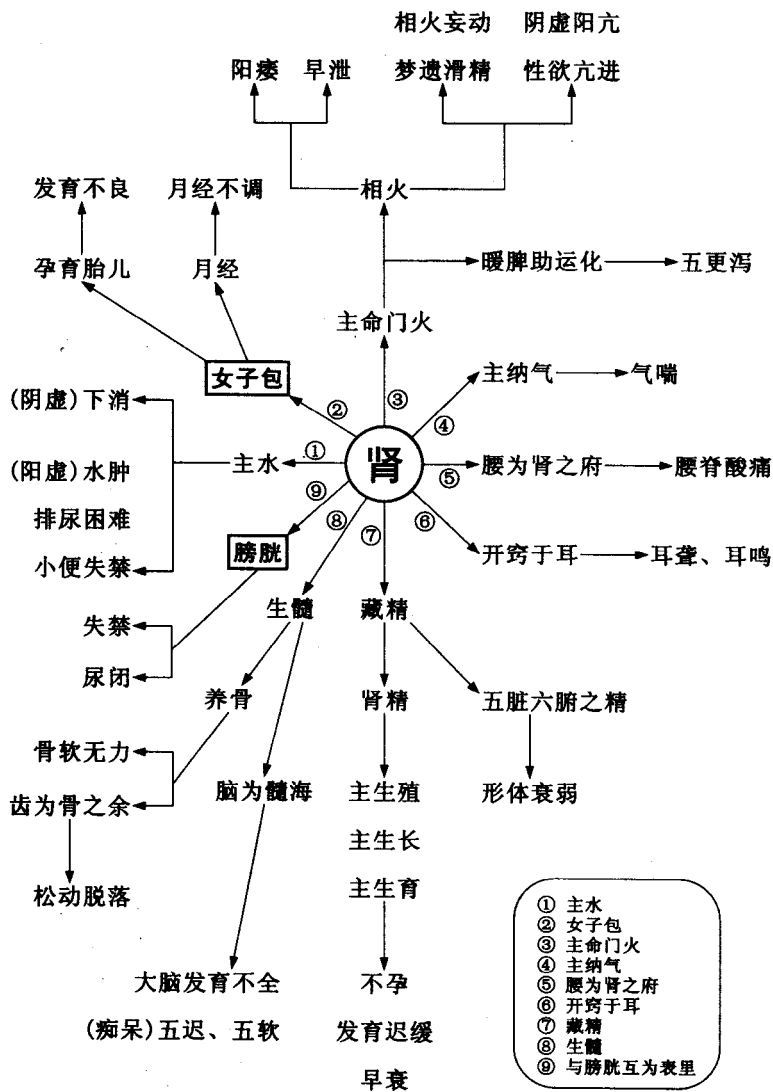 相火妄动 阴虚阳亢
阳痿 早泄 梦遗滑精 性欲亢进
发育不良 月经不调 相火
孕育胎儿 月经 暖脾助运化 五更泻
主命门火
女子包 主纳气 气喘
(阴虚)下消 ② ③ ④
主水 ① 肾 ⑤ 腰为肾之府 腰脊酸痛
(阳虚)水肿 ⑨ ⑧ ⑦ ⑥
排尿困难
膀胱 开窍于耳 耳聋、耳鸣
小便失禁
生髓 藏精
失禁
尿闭
养骨 肾精 五脏六腑之精
骨软无力
齿为骨之余 脑为髓海 主生殖 形体衰弱
主生长
松动脱落 主生育
① 主水
② 女子包
③ 主命门火
④ 主纳气
⑤ 腰为肾之府
⑥ 开窍于耳
⑦ 藏精
⑧ 生髓
⑨ 与膀胱互为表里
大脑发育不全 不孕
(痴呆)五迟、五软 发育迟缓
早衰